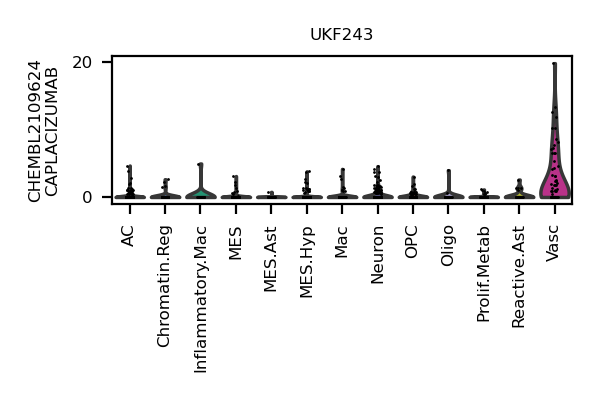 UKF243
CHEMBL2109624
CAPLACIZUMAB
20
0
AC
Chromatin.Reg
Inflammatory.Mac
MES
MES.Ast
MES.Hyp
Mac
Neuron
OPC
Oligo
Prolif.Metab
Reactive.Ast
Vasc